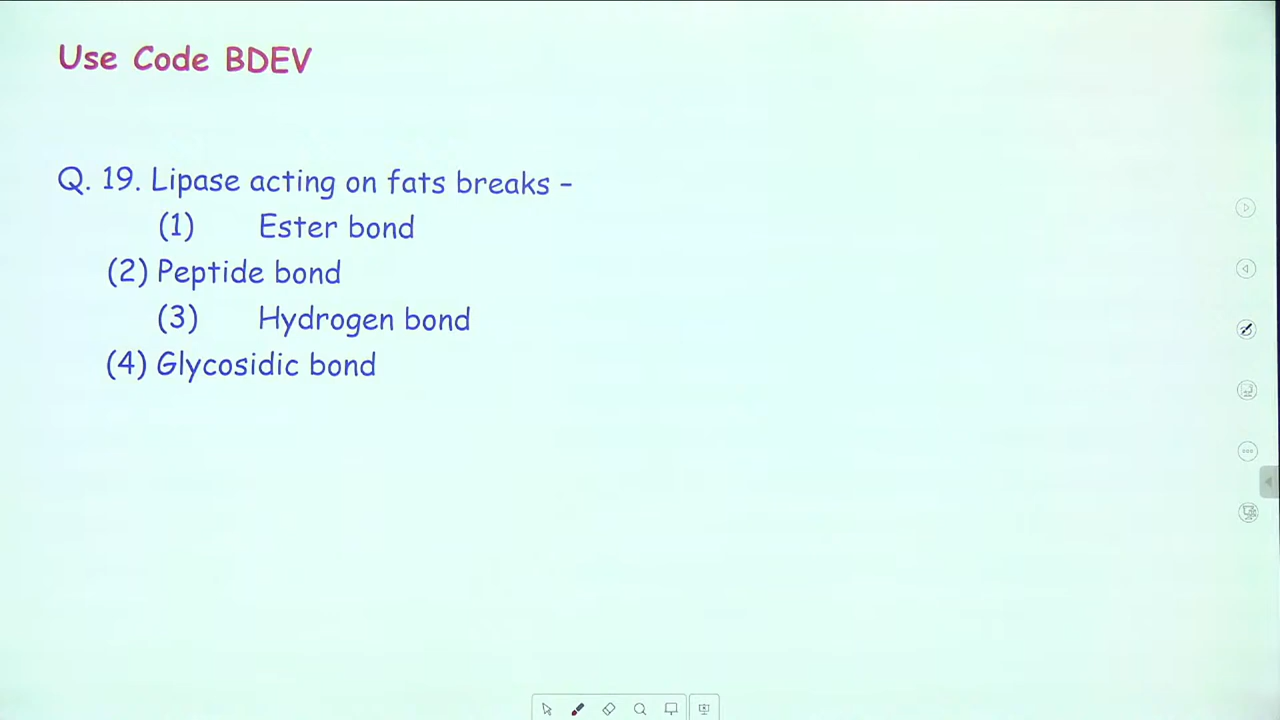 Use Code BDEV
Q. 19. Lipase acting on fats breaks -
(1) Ester bond
(2) Peptide bond
(3) Hydrogen bond
(4) Glycosidic bond